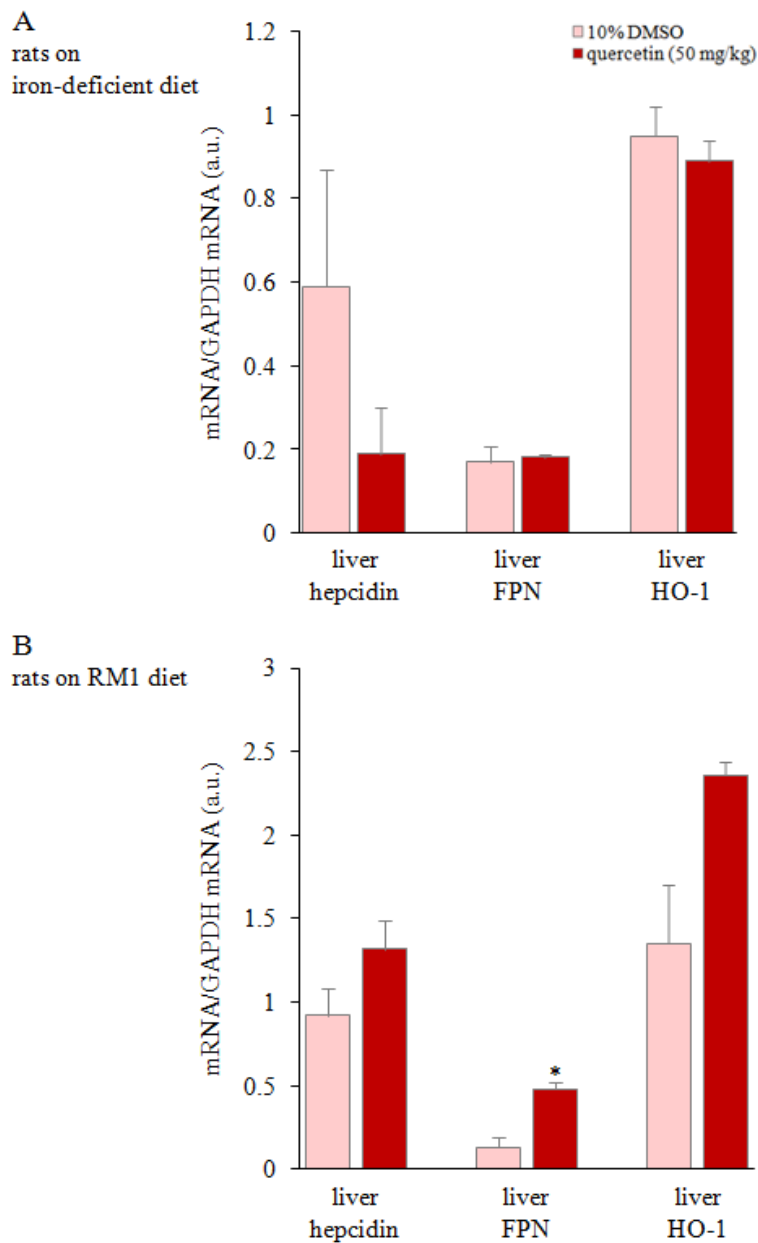 A
rats on
iron-deficient diet
10% DMSO
quercetin (50 mg/kg)
mRNA/GAPDH mRNA (a.u.)
1.2
1
0.8
0.6
0.4
0.2
0
liver
hepcidin
liver
FPN
liver
HO-1
B
rats on RM1 diet
mRNA/GAPDH mRNA (a.u.)
3
2.5
2
1.5
1
0.5
0
*
liver
hepcidin
liver
FPN
liver
HO-1